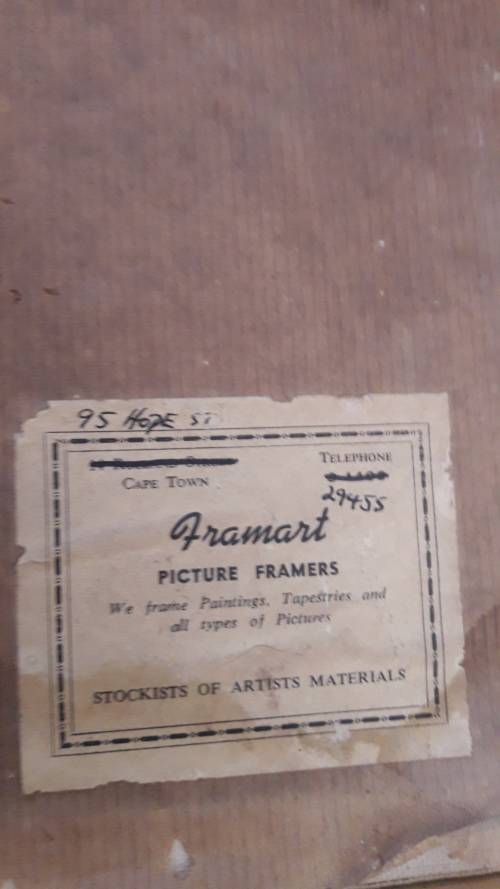 95 HOPE ST
CAPE TOWN
TELEPHONE
29455
Framart
PICTURE FRAMERS
We frame Paintings, Tapestries and
all types of Pictures
STOCKISTS OF ARTISTS MATERIALS